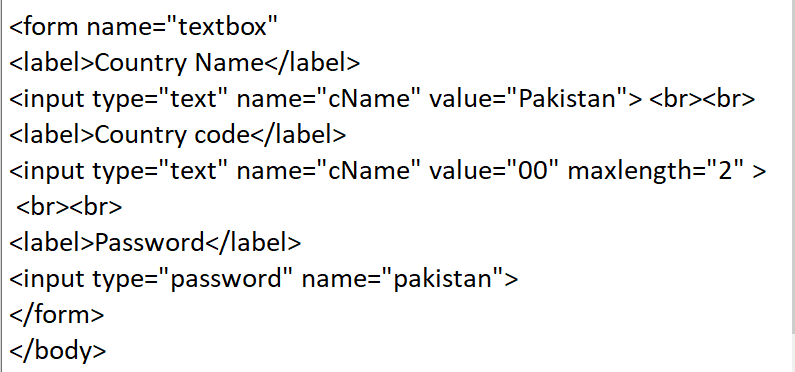 <form name="textbox"
<label>Country Name</label>
<input type="text" name="cName" value="Pakistan"> <br><br>
<label>Country code</label>
<input type="text" name="cName" value="00" maxlength="2" >
<br><br>
<label>Password</label>
<input type="password" name="pakistan">
</form>
</body>